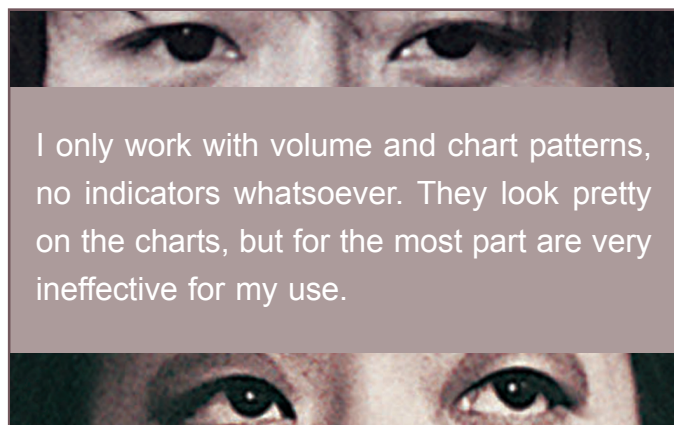 I only work with volume and chart patterns,
no indicators whatsoever. They look pretty
on the charts, but for the most part are very
ineffective for my use.